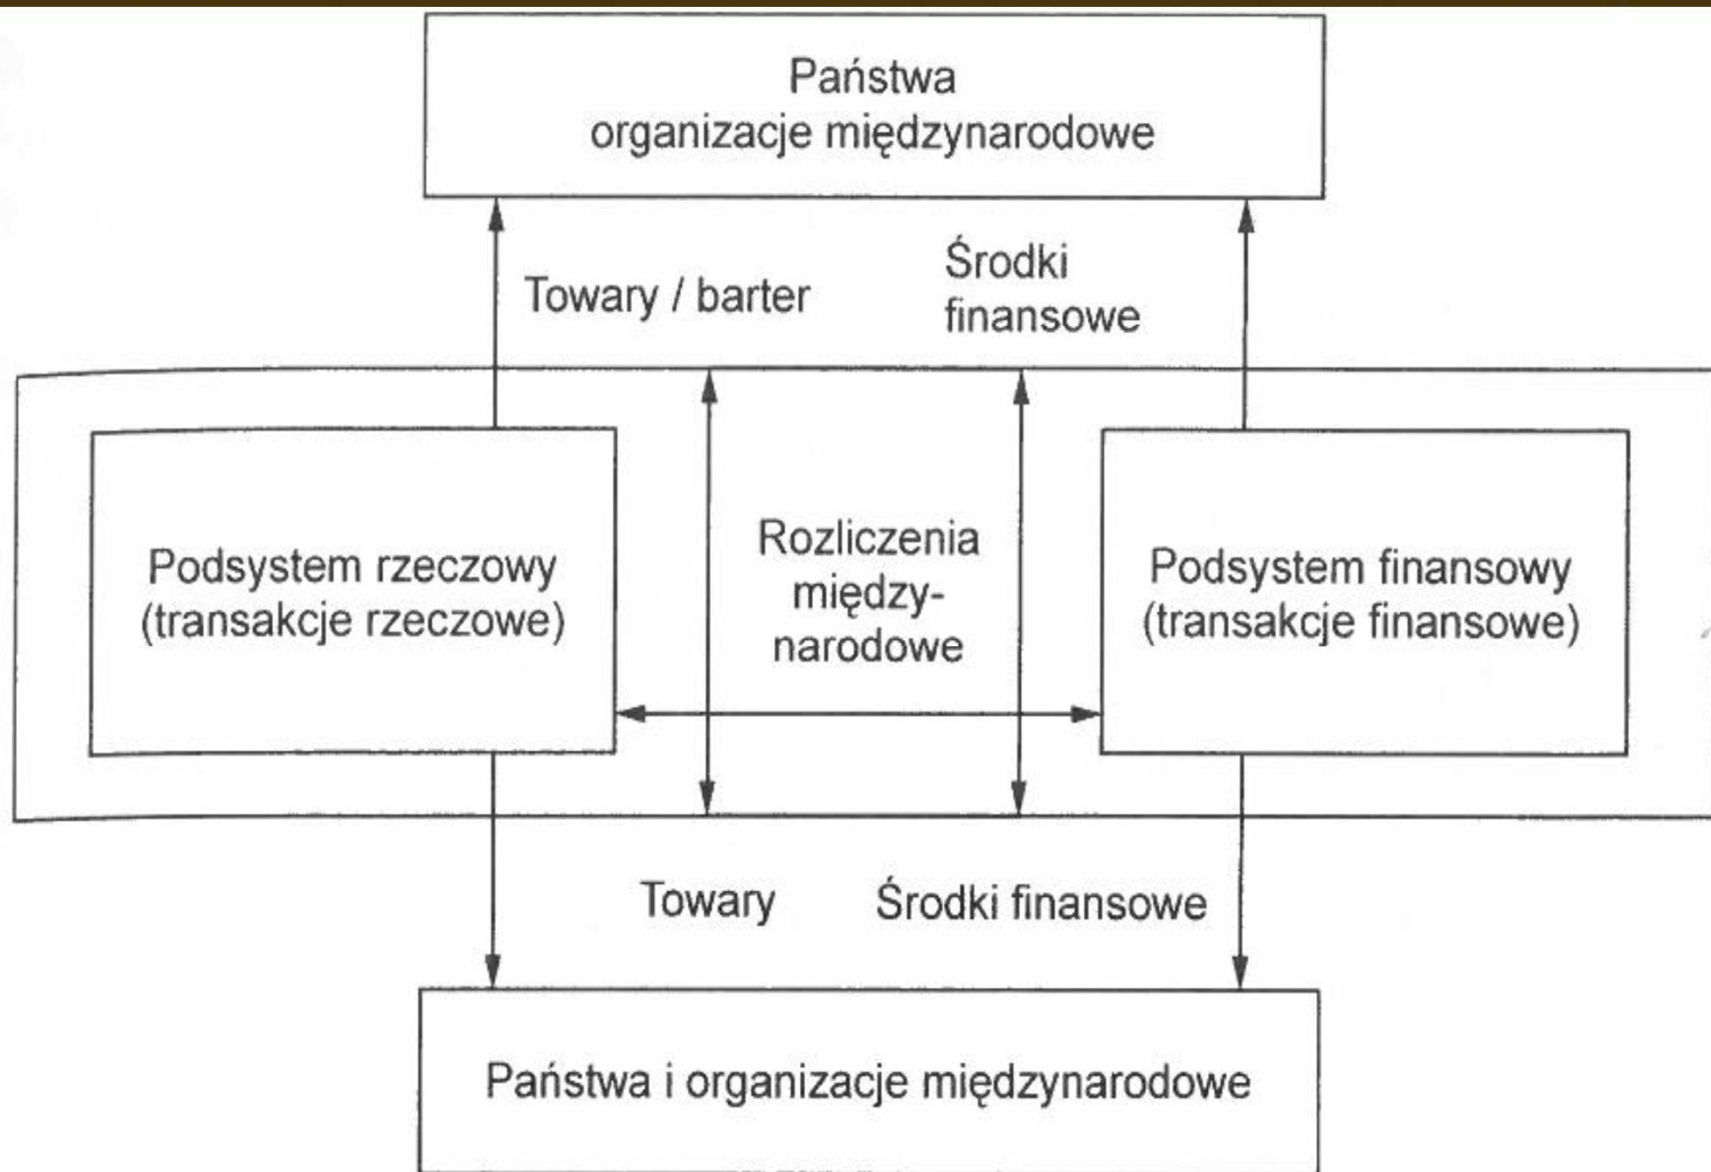 Państwa
organizacje międzynarodowe
Towary / barter
Środki
finansowe
Podsystem rzeczowy
(transakcje rzeczowe)
Rozliczenia
między-
narodowe
Podsystem finansowy
(transakcje finansowe)
Towary
Środki finansowe
Państwa i organizacje międzynarodowe